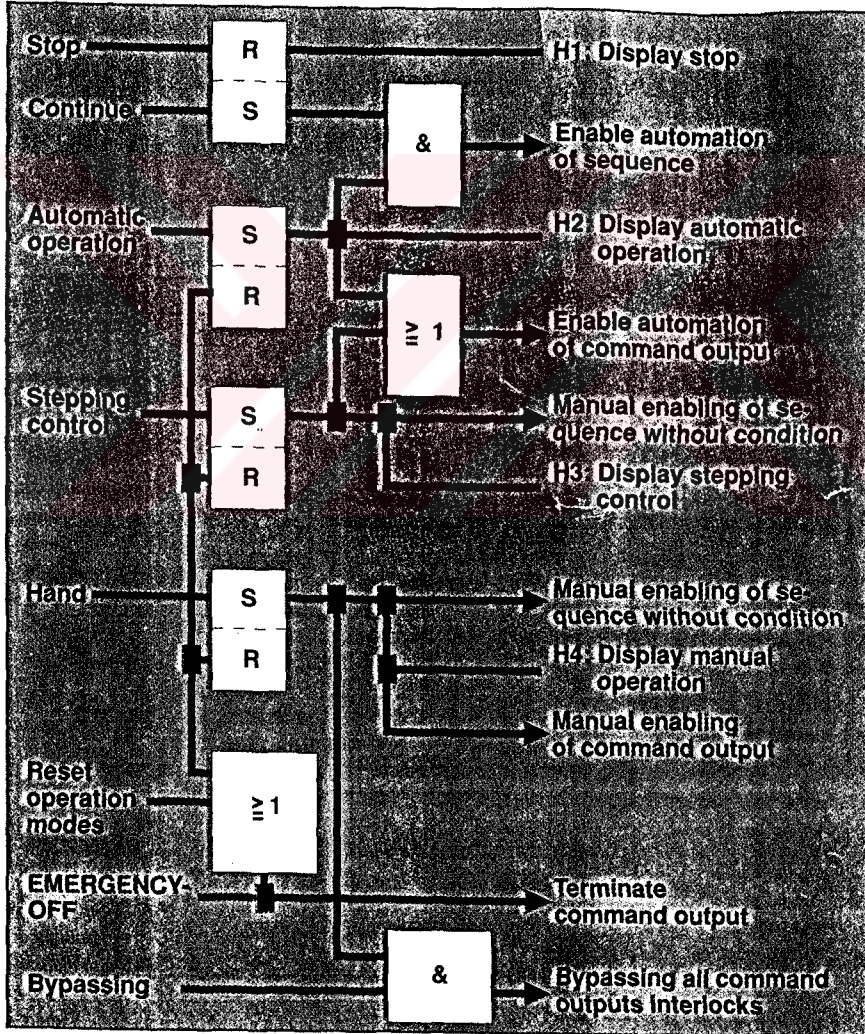 Stop
R
H1: Display stop
Continue
S
&
Enable automation
of sequence
Automatic
operation
S
H2: Display automatic
operation
R
≧ 1
Enable automation
of command output
Stepping
control
S
Manual enabling of se-
quence without condition
R
H3: Display stepping
control
Hand
S
Manual enabling of se-
quence without condition
R
H4: Display manual
operation
Manual enabling
of command output
Reset
operation
modes
≧ 1
EMERGENCY-
OFF
Terminate
command output
Bypassing
&
Bypassing all command
outputs interlocks